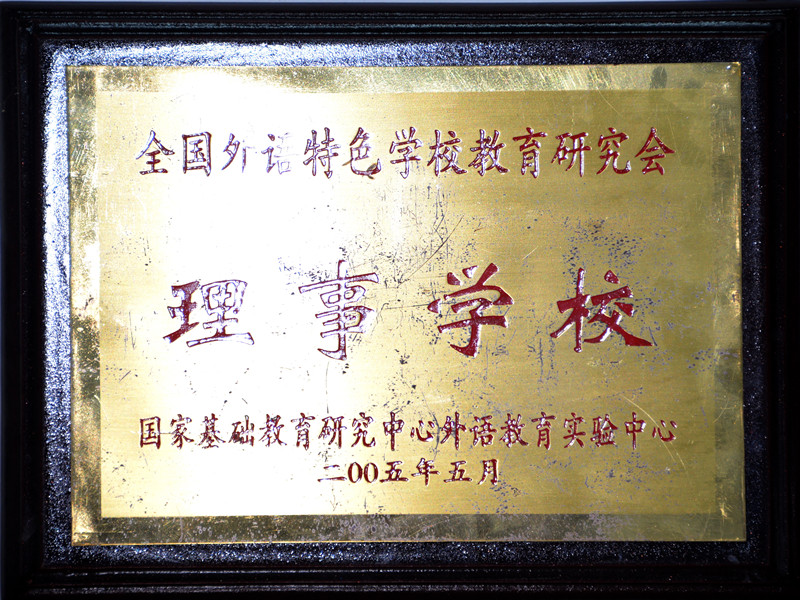 全国外语特色学校教育研究会
理事学校
国家基础教育研究中心外语教育实验中心
二00五年五月